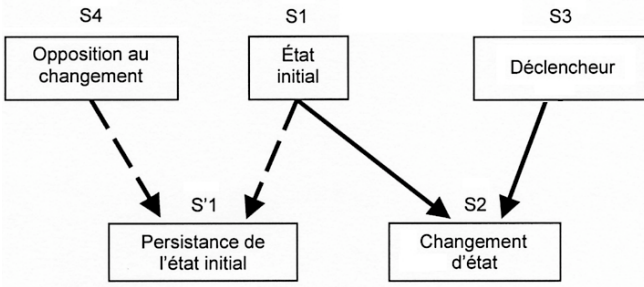 S4
S1
S3
Opposition au
changement
État
initial
Déclencheur
S'1
S2
Persistance de
l'état initial
Changement
d'état